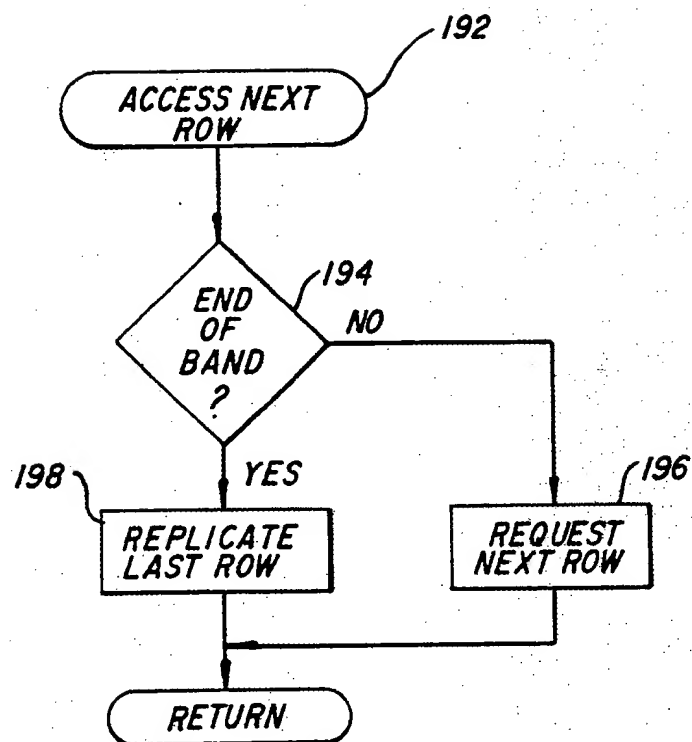 192
ACCESS NEXT
ROW
194
END
OF
BAND
?
NO
YES
198
REPLICATE
LAST ROW
196
REQUEST
NEXT ROW
RETURN